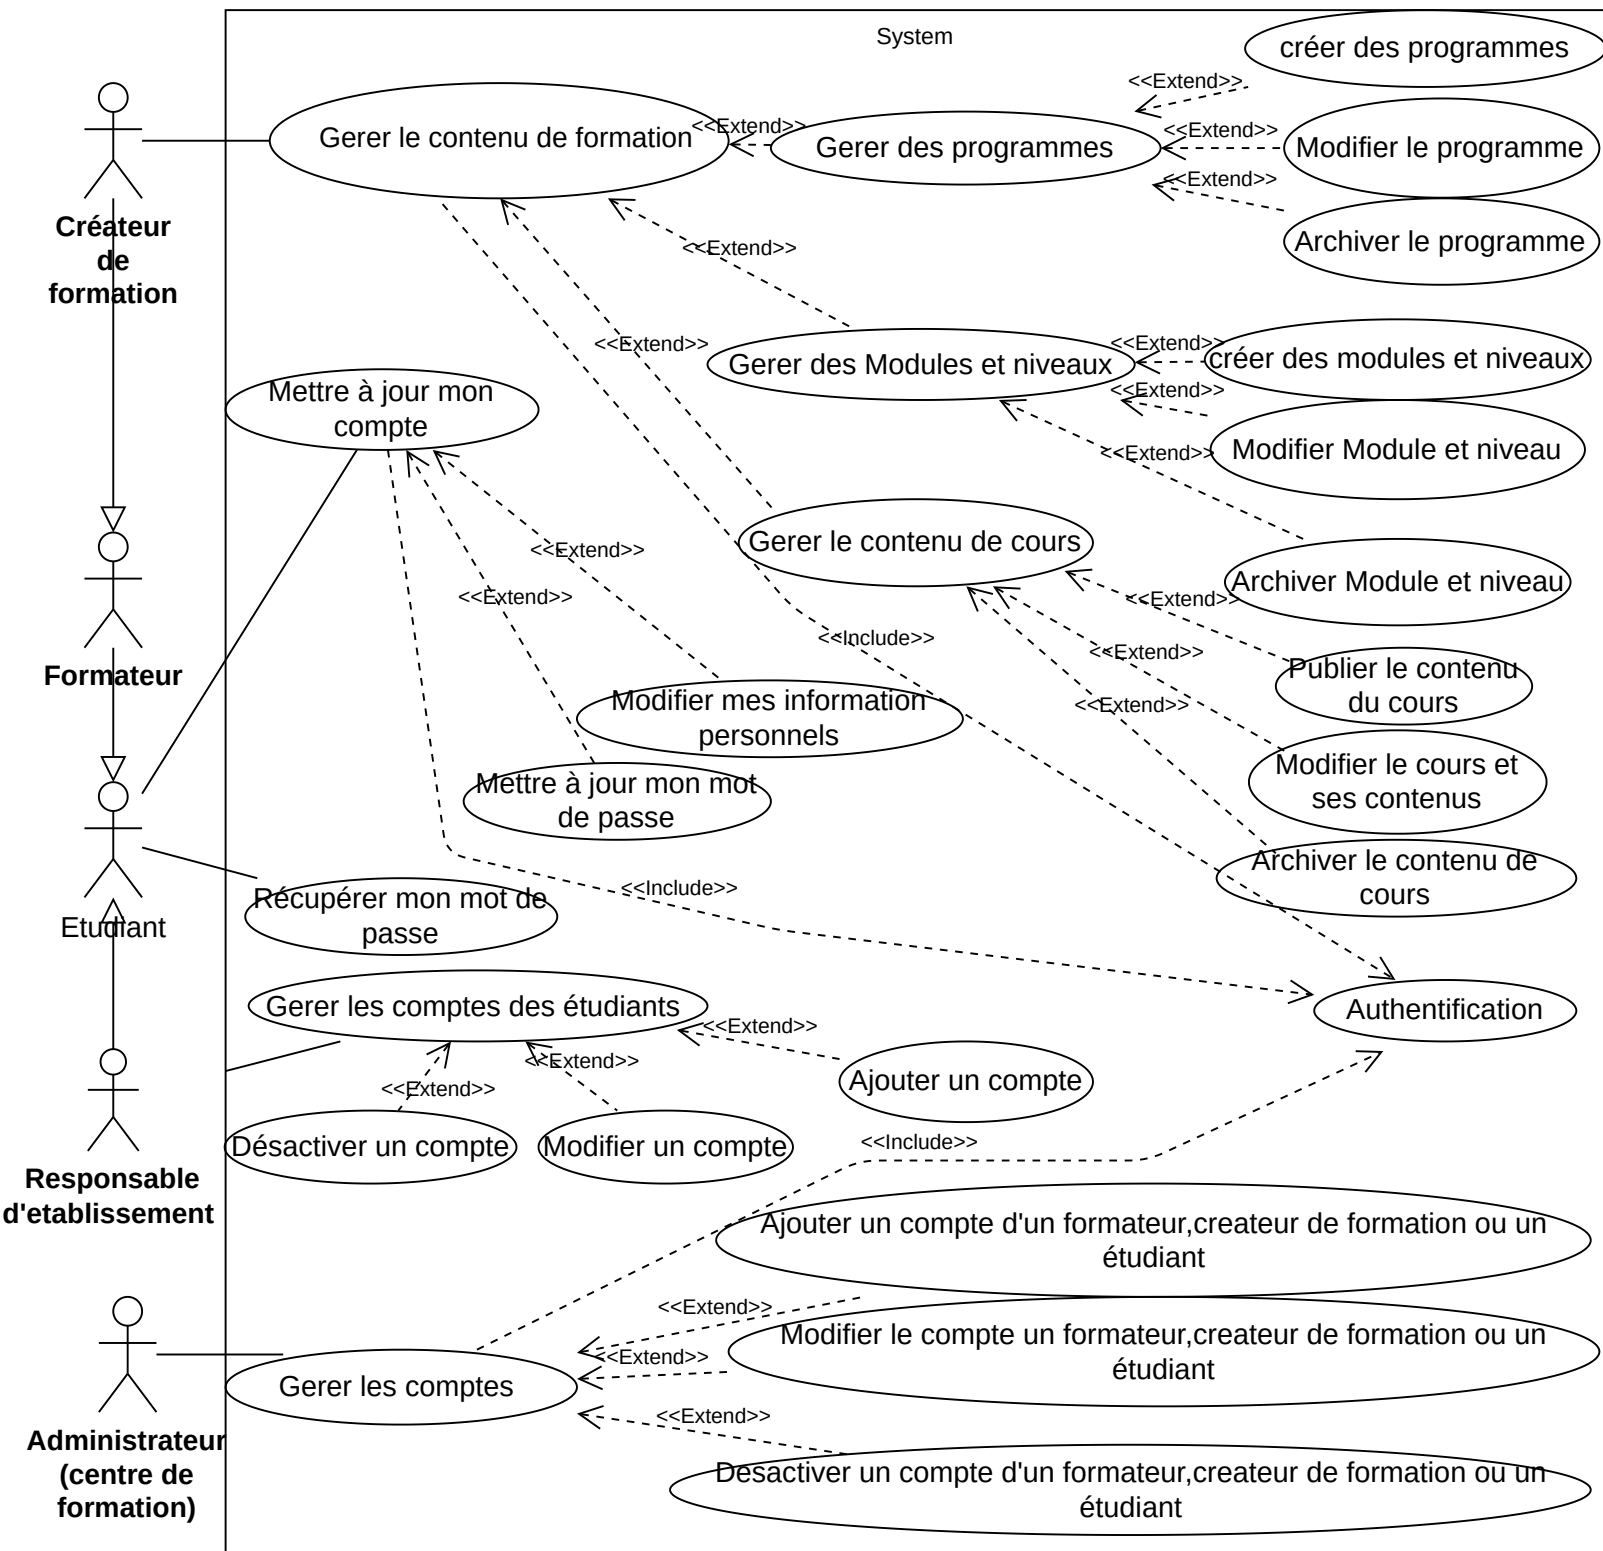 System
créer des programmes
<<Extend>>
Gerer le contenu de formation
<<Extend>>
Gerer des programmes
<<Extend>>
Modifier le programme
<<Extend>>
Archiver le programme
Créateur
de
formation
<<Extend>>
<<Extend>>
Gerer des Modules et niveaux
<<Extend>>
créer des modules et niveaux
<<Extend>>
Mettre à jour mon
compte
<<Extend>>
Modifier Module et niveau
Gerer le contenu de cours
<<Extend>>
<<Extend>>
Archiver Module et niveau
<<Extend>>
<<Include>>
<<Extend>>
Formateur
Publier le contenu
du cours
<<Extend>>
Modifier mes information
personnels
Mettre à jour mon mot
de passe
Modifier le cours et
ses contenus
Archiver le contenu de
cours
<<Include>>
Récupérer mon mot de
passe
Etudiant
Gerer les comptes des étudiants
Authentification
<<Extend>>
<<Extend>>
<<Extend>>
Ajouter un compte
Désactiver un compte
Modifier un compte
<<Include>>
Responsable
d'etablissement
Ajouter un compte d'un formateur,createur de formation ou un
étudiant
<<Extend>>
Modifier le compte un formateur,createur de formation ou un
étudiant
<<Extend>>
Gerer les comptes
<<Extend>>
Administrateur
(centre de
formation)
Desactiver un compte d'un formateur,createur de formation ou un
étudiant